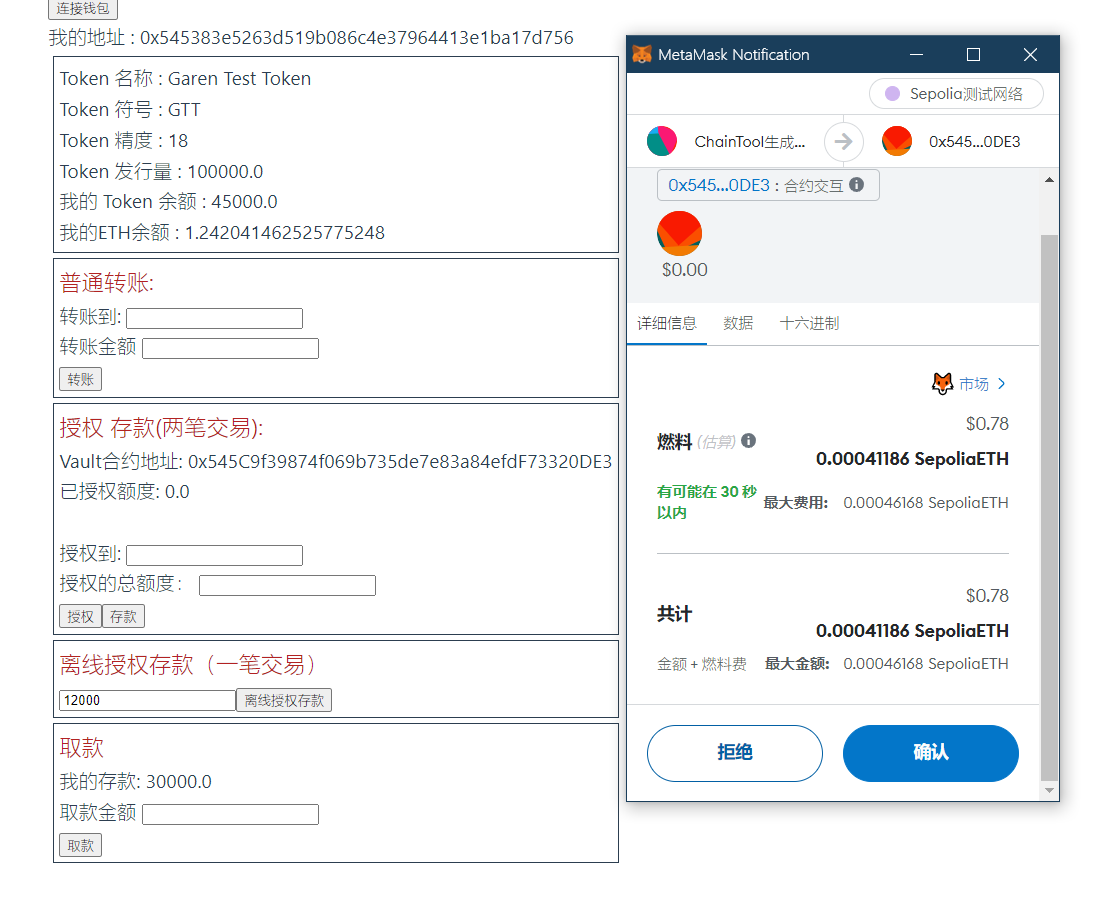 连接钱包
我的地址 : 0x545383e5263d519b086c4e37964413e1ba17d756
Token 名称 : Garen Test Token
Token 符号 : GTT
Token 精度 : 18
Token 发行量 : 100000.0
我的 Token 余额 : 45000.0
我的ETH余额 : 1.242041462525775248
普通转账:
转账到:
转账金额
转账
授权 存款(两笔交易):
Vault合约地址: 0x545C9f39874f069b735de7e83a84efdF73320DE3
已授权额度: 0.0
授权到:
授权的总额度：
授权 存款
离线授权存款（一笔交易）
12000 离线授权存款
取款
我的存款: 30000.0
取款金额
取款
MetaMask Notification
Sepolia测试网络
ChainTool生成... 0x545...0DE3
0x545...0DE3 : 合约交互
$0.00
详细信息 数据 十六进制
市场
$0.78
燃料 (估算)
0.00041186 SepoliaETH
有可能在 30 秒以内 最大费用: 0.00046168 SepoliaETH
$0.78
共计
0.00041186 SepoliaETH
金额 + 燃料费 最大金额: 0.00046168 SepoliaETH
拒绝 确认